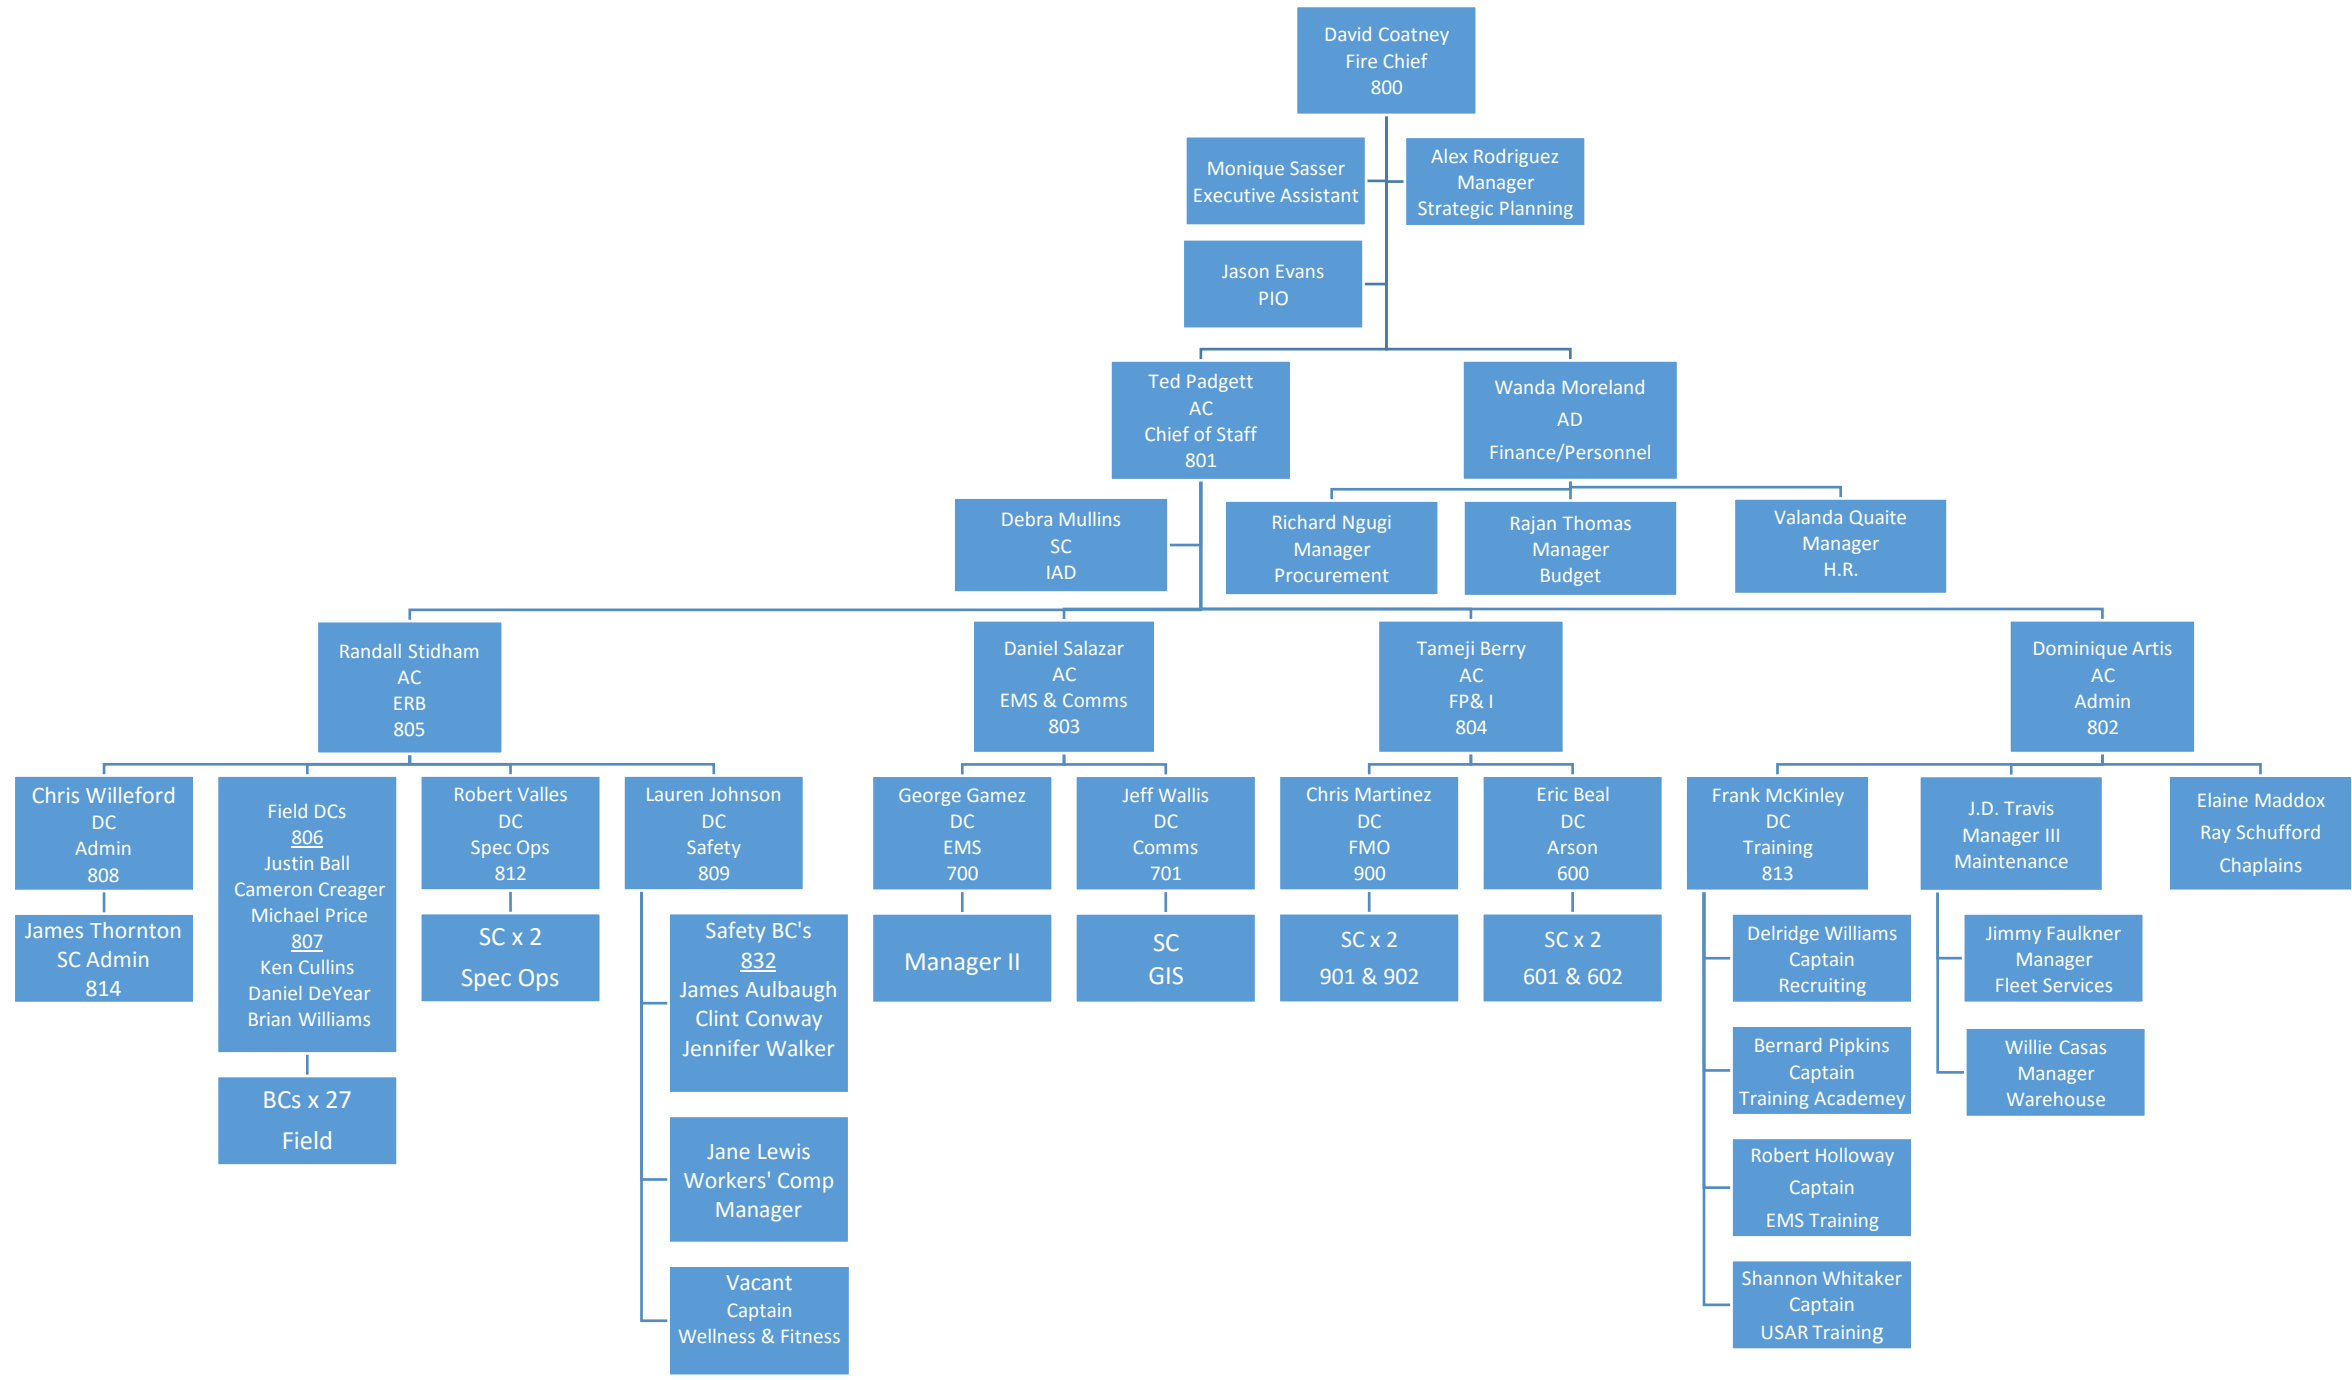 David Coatney
Fire Chief
800
Monique Sasser
Executive Assistant
Alex Rodriguez
Manager
Strategic Planning
Jason Evans
PIO
Ted Padgett
AC
Chief of Staff
801
Wanda Moreland
AD
Finance/Personnel
Debra Mullins
SC
IAD
Richard Ngugi
Manager
Procurement
Rajan Thomas
Manager
Budget
Valanda Quaite
Manager
H.R.
Randall Stidham
AC
ERB
805
Daniel Salazar
AC
EMS & Comms
803
Tameji Berry
AC
FP& I
804
Dominique Artis
AC
Admin
802
Chris Willeford
DC
Admin
808
Field DCs
806
Justin Ball
Cameron Creager
Michael Price
807
Ken Cullins
Daniel DeYear
Brian Williams
Robert Valles
DC
Spec Ops
812
Lauren Johnson
DC
Safety
809
George Gamez
DC
EMS
700
Jeff Wallis
DC
Comms
701
Chris Martinez
DC
FMO
900
Eric Beal
DC
Arson
600
Frank McKinley
DC
Training
813
J.D. Travis
Manager III
Maintenance
Elaine Maddox
Ray Schufford
Chaplains
James Thornton
SC Admin
814
BCs x 27
Field
SC x 2
Spec Ops
Safety BC's
832
James Aulbaugh
Clint Conway
Jennifer Walker
Jane Lewis
Workers' Comp
Manager
Vacant
Captain
Wellness & Fitness
Manager II
SC
GIS
SC x 2
901 & 902
SC x 2
601 & 602
Delridge Williams
Captain
Recruiting
Bernard Pipkins
Captain
Training Academey
Robert Holloway
Captain
EMS Training
Shannon Whitaker
Captain
USAR Training
Jimmy Faulkner
Manager
Fleet Services
Willie Casas
Manager
Warehouse